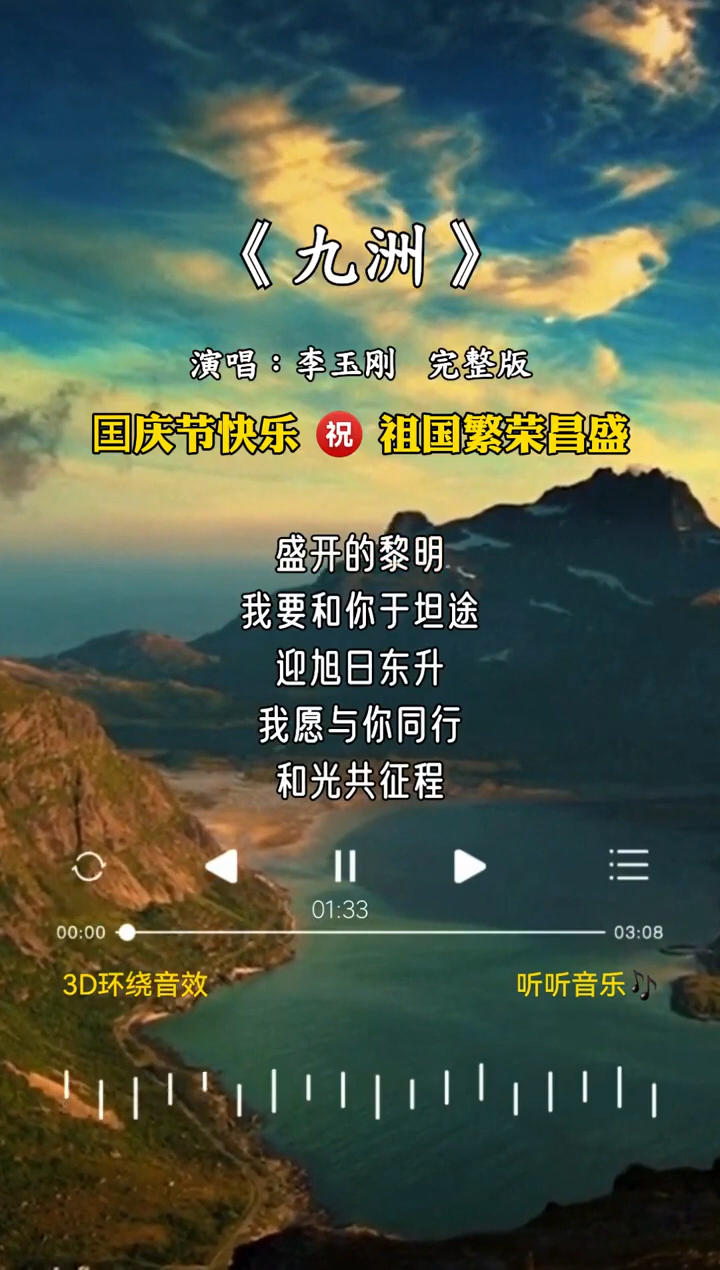 《九洲》
演唱：李玉刚 完整版
国庆节快乐 祝 祖国繁荣昌盛
盛开的黎明
我要和你于坦途
迎旭日东升
我愿与你同行
和光共征程
01:33
00:00 03:08
3D环绕音效 听听音乐